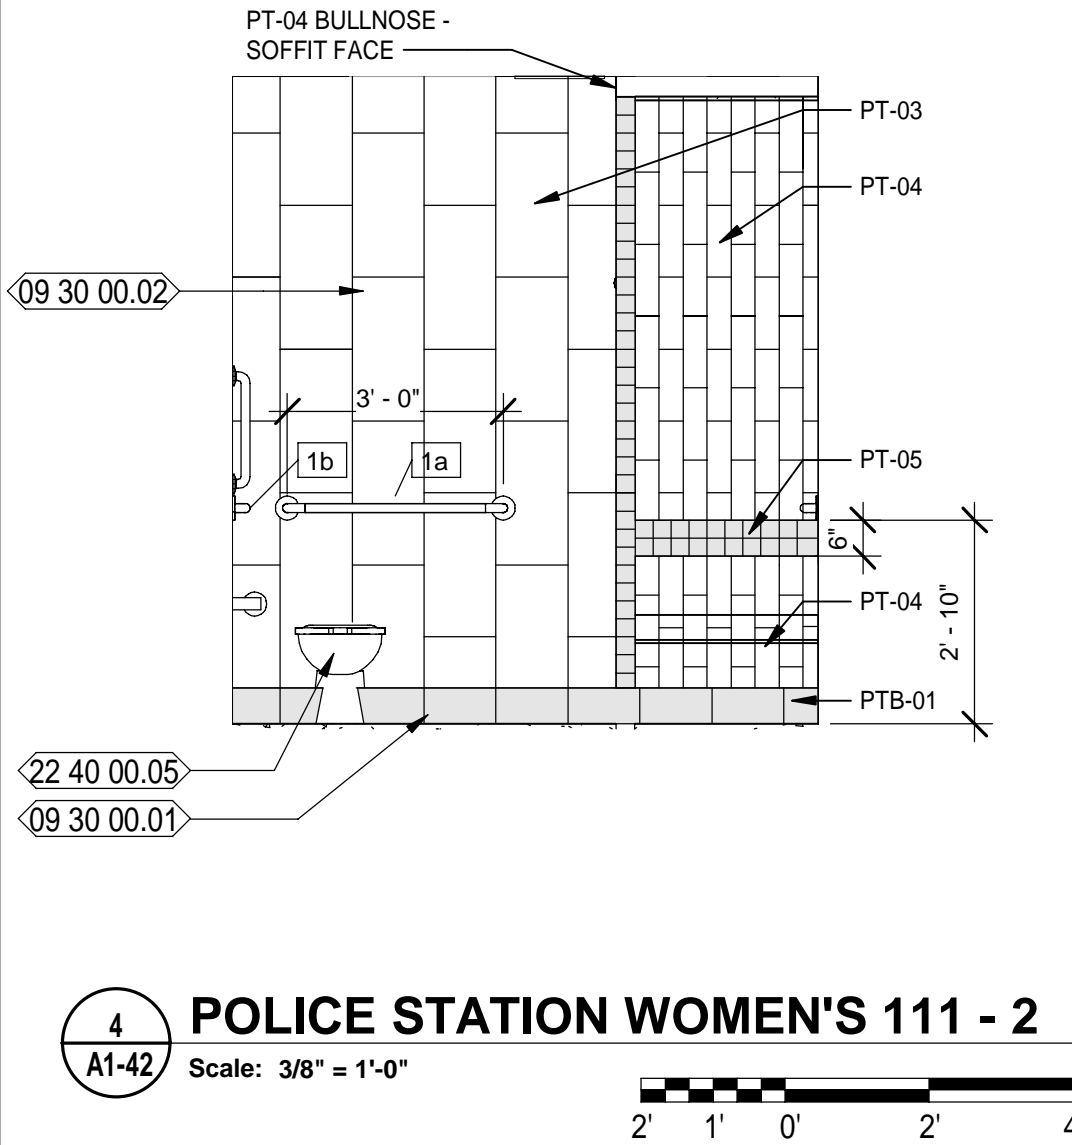 PT-04 BULLNOSE -
SOFFIT FACE
PT-03
PT-04
09 30 00.02
3' - 0"
1b
1a
PT-05
6"
PT-04
2' - 10"
PTB-01
22 40 00.05
09 30 00.01
4
A1-42
POLICE STATION WOMEN'S 111 - 2
Scale: 3/8" = 1'-0"
2' 1' 0' 2' 4